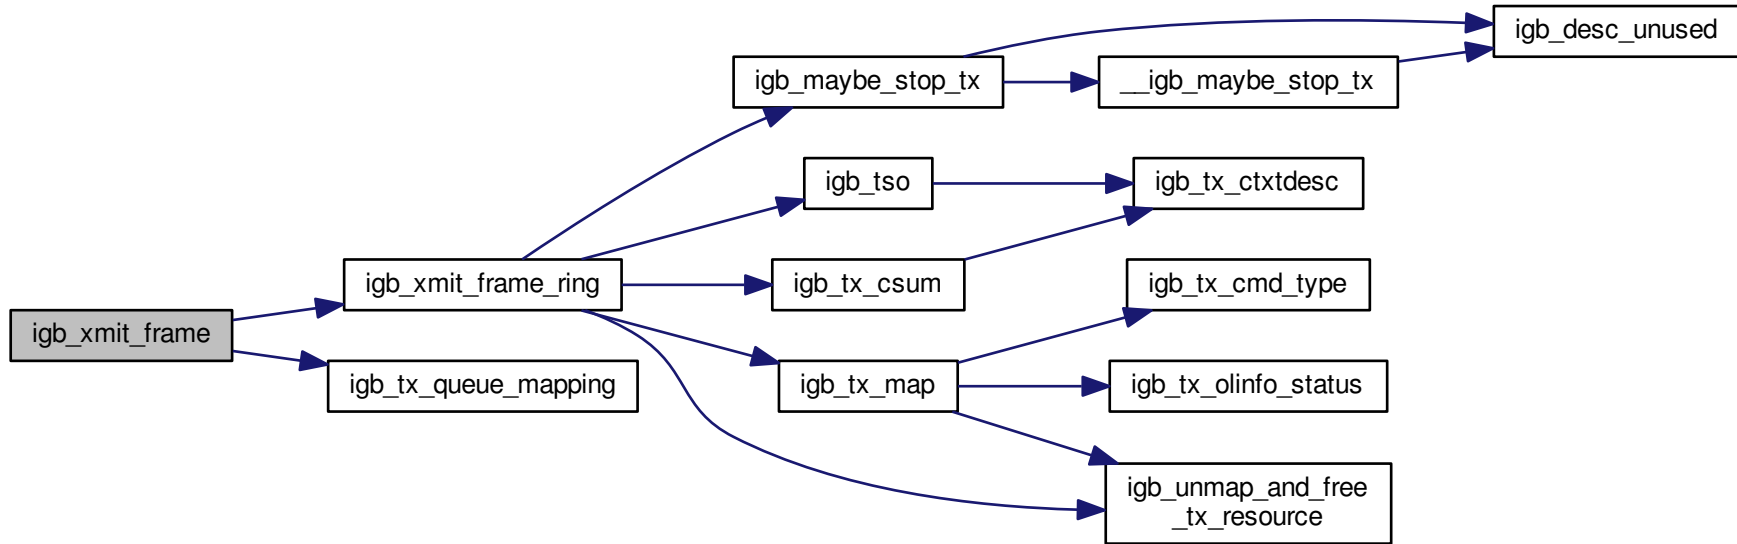 igb_desc_unused
igb_maybe_stop_tx
__igb_maybe_stop_tx
igb_tso
igb_tx_ctxtdesc
igb_xmit_frame_ring
igb_tx_csum
igb_tx_cmd_type
igb_xmit_frame
igb_tx_queue_mapping
igb_tx_map
igb_tx_olinfo_status
igb_unmap_and_free
_tx_resource